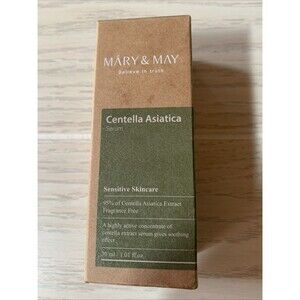 MARY & MAY
Believe in truth
Centella Asiatica
Serum
Sensitive Skincare
95% of Centella Asiatica Extract
Fragrance Free
A highly active concentrate of
centella extract serum gives soothing
effect
30 ml / 1.01 fl.oz.